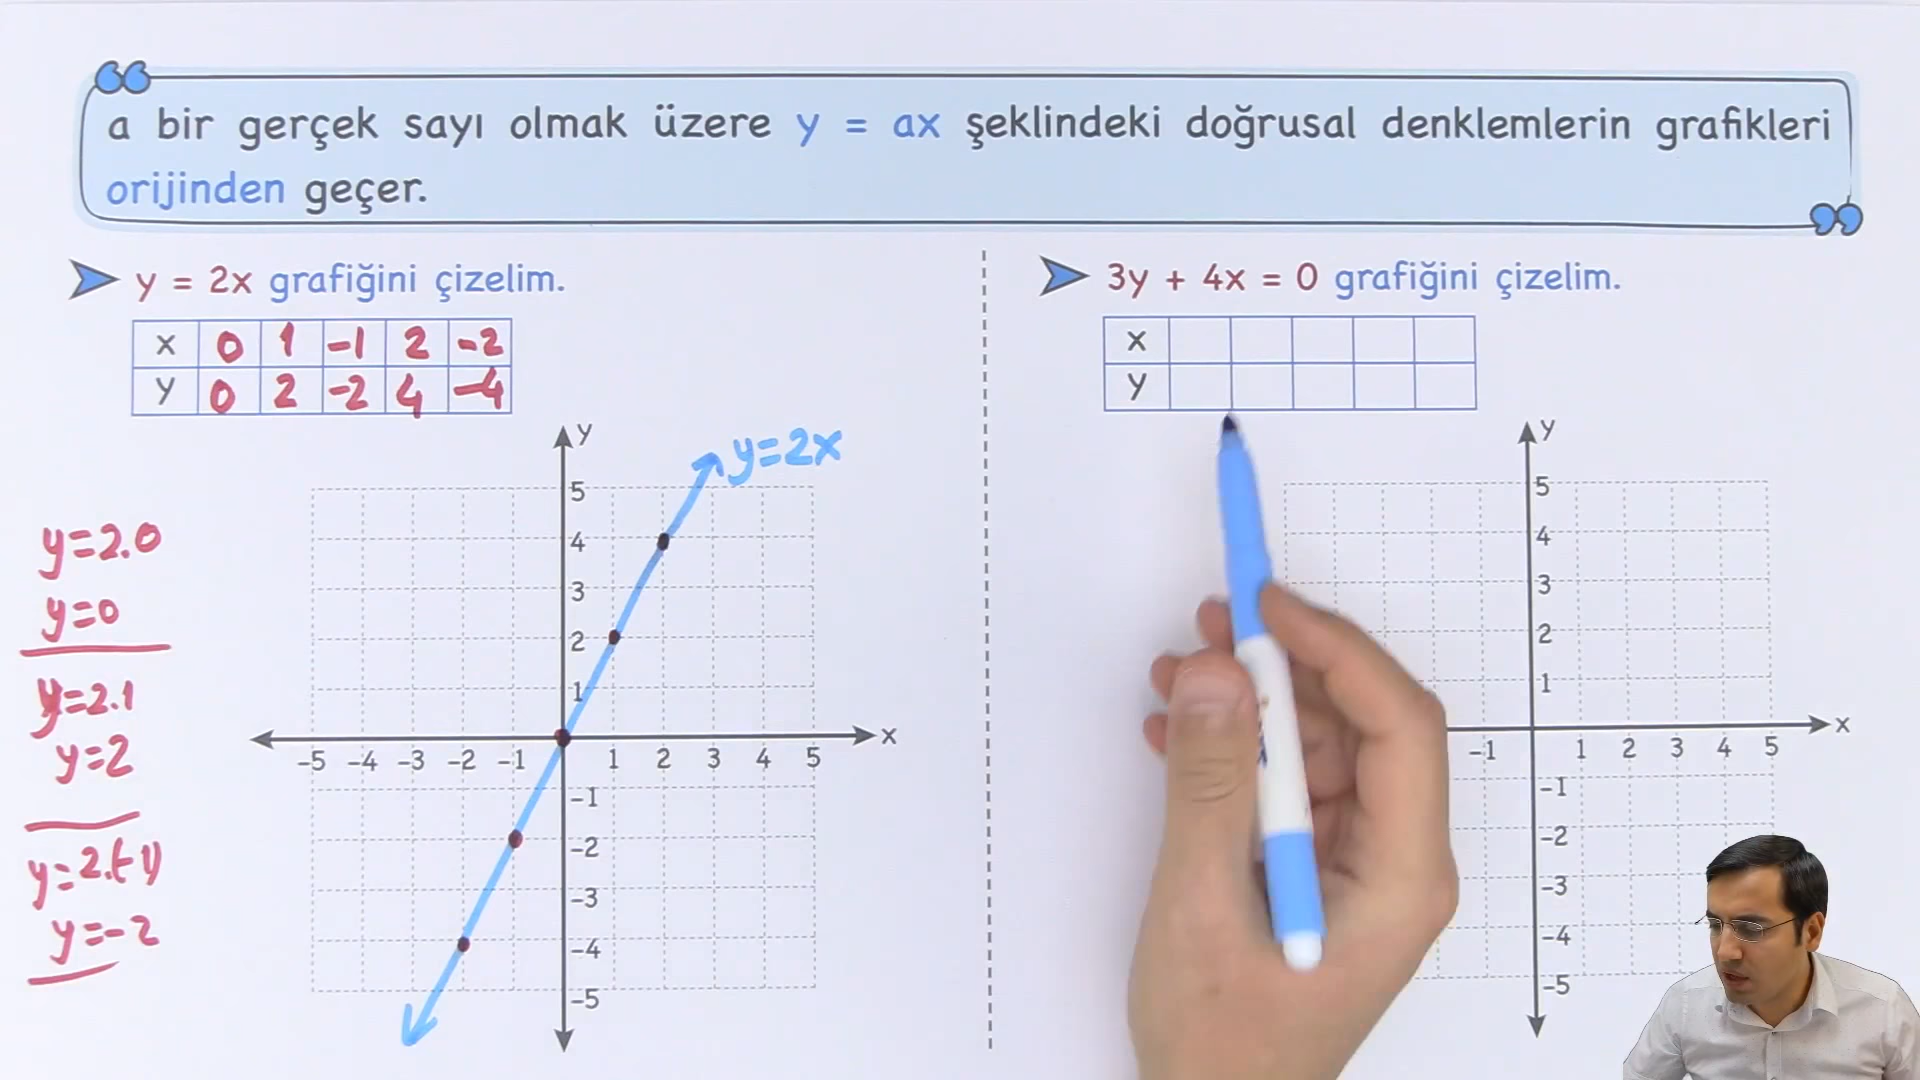 a bir gerçek sayı olmak üzere y = ax şeklindeki doğrusal denklemlerin grafikleri
orijinden geçer.
y = 2x grafiğini çizelim.
x 0 1 -1 2 -2
y 0 2 -2 4 -4
y=2x
y
5
4
3
2
1
x
-5 -4 -3 -2 -1 1 2 3 4 5
-1
-2
-3
-4
-5
y=2.0
y=0
y=2.1
y=2
y=2.(-1)
y=-2
3y + 4x = 0 grafiğini çizelim.
x
y
y
5
4
3
2
1
x
-1 1 2 3 4 5
-1
-2
-3
-4
-5